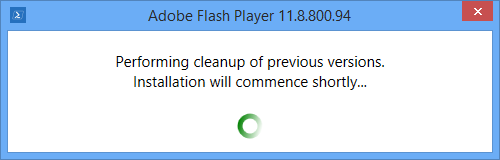 Adobe Flash Player 11.8.800.94
Performing cleanup of previous versions.
Installation will commence shortly...